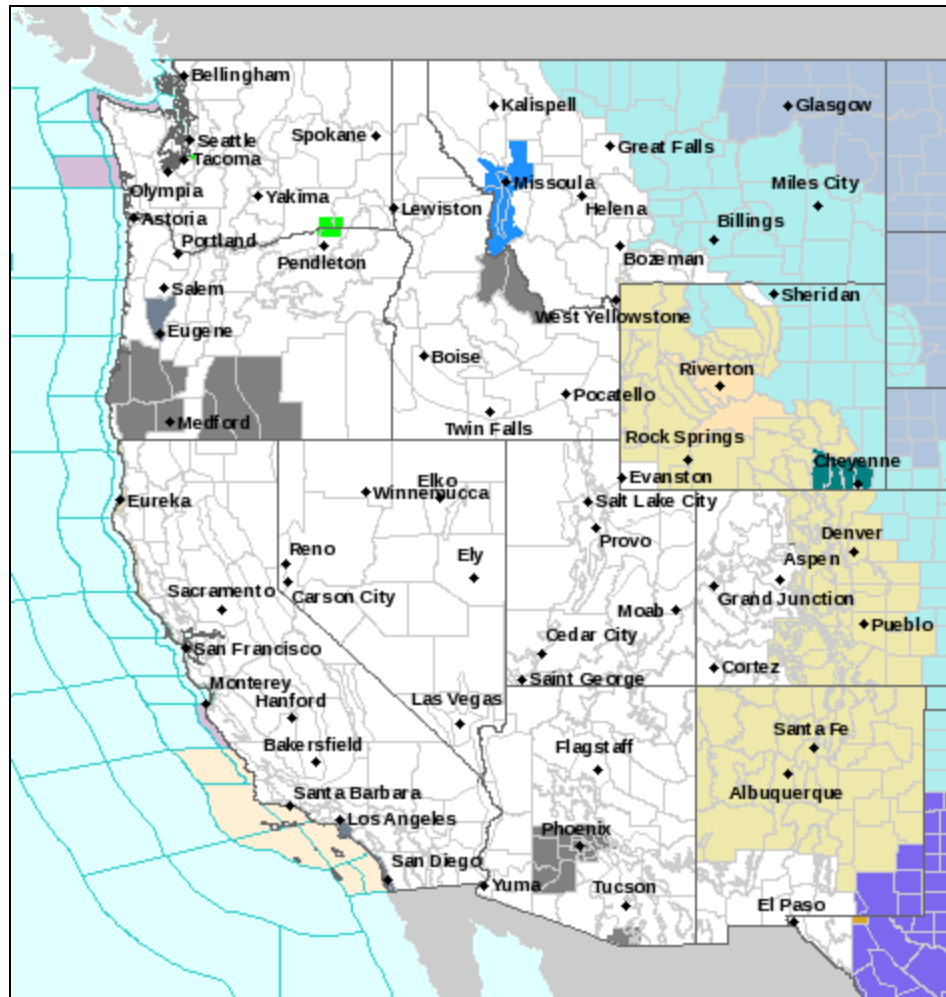 Bellingham
Kalispell
Glasgow
Seattle
Spokane
Great Falls
Tacoma
Missoula
Miles City
Olympia
Yakima
Lewiston
Helena
Astoria
Billings
Portland
Pendleton
Bozeman
Salem
Sheridan
West Yellowstone
Eugene
Boise
Riverton
Pocatello
Medford
Twin Falls
Rock Springs
Cheyenne
Evanston
Elko
Winnemucca
Eureka
Salt Lake City
Denver
Provo
Reno
Ely
Aspen
Sacramento
Carson City
Grand Junction
Moab
Pueblo
Cedar City
San Francisco
Cortez
Saint George
Monterey
Hanford
Las Vegas
Santa Fe
Bakersfield
Flagstaff
Albuquerque
Santa Barbara
Los Angeles
Phoenix
San Diego
Yuma
Tucson
El Paso